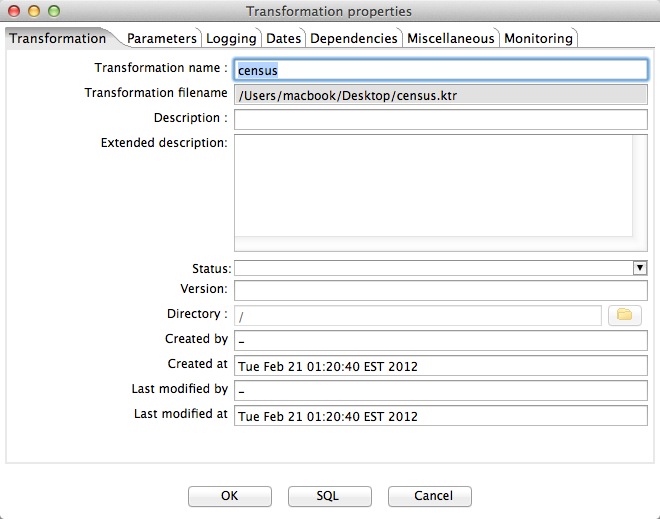 Transformation properties
Transformation Parameters Logging Dates Dependencies Miscellaneous Monitoring
Transformation name : census
Transformation filename /Users/macbook/Desktop/census.ktr
Description :
Extended description:
Status:
Version:
Directory : /
Created by -
Created at Tue Feb 21 01:20:40 EST 2012
Last modified by -
Last modified at Tue Feb 21 01:20:40 EST 2012
OK SQL Cancel